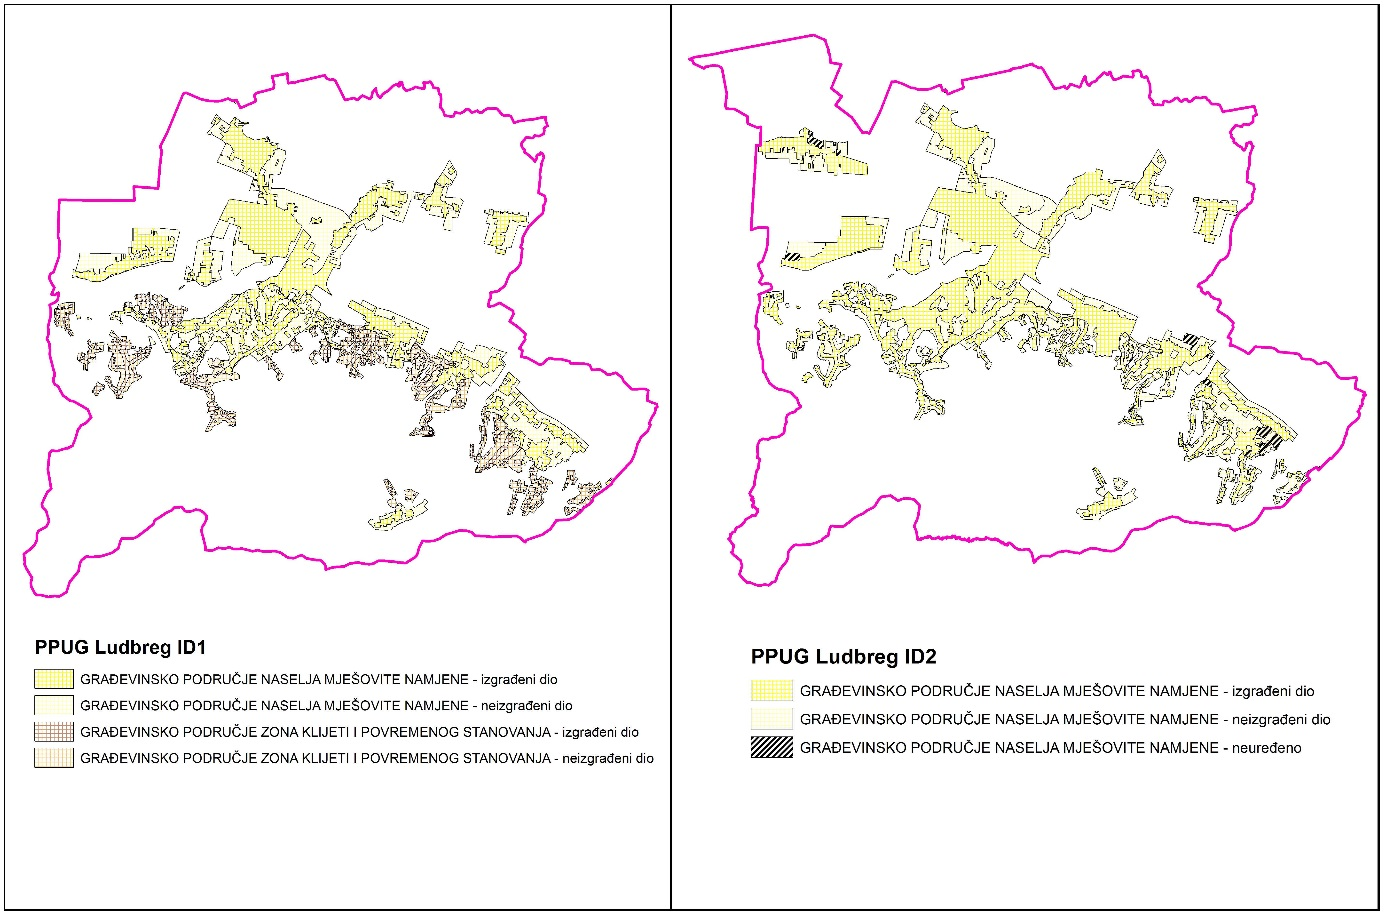 PPUG Ludbreg ID1
GRAĐEVINSKO PODRUČJE NASELJA MJEŠOVITE NAMJENE - izgrađeni dio
GRAĐEVINSKO PODRUČJE NASELJA MJEŠOVITE NAMJENE - neizgrađeni dio
GRAĐEVINSKO PODRUČJE ZONA KLIJETI I POVREMENOG STANOVANJA - izgrađeni dio
GRAĐEVINSKO PODRUČJE ZONA KLIJETI I POVREMENOG STANOVANJA - neizgrađeni dio
PPUG Ludbreg ID2
GRAĐEVINSKO PODRUČJE NASELJA MJEŠOVITE NAMJENE - izgrađeni dio
GRAĐEVINSKO PODRUČJE NASELJA MJEŠOVITE NAMJENE - neizgrađeni dio
GRAĐEVINSKO PODRUČJE NASELJA MJEŠOVITE NAMJENE - neuređeno